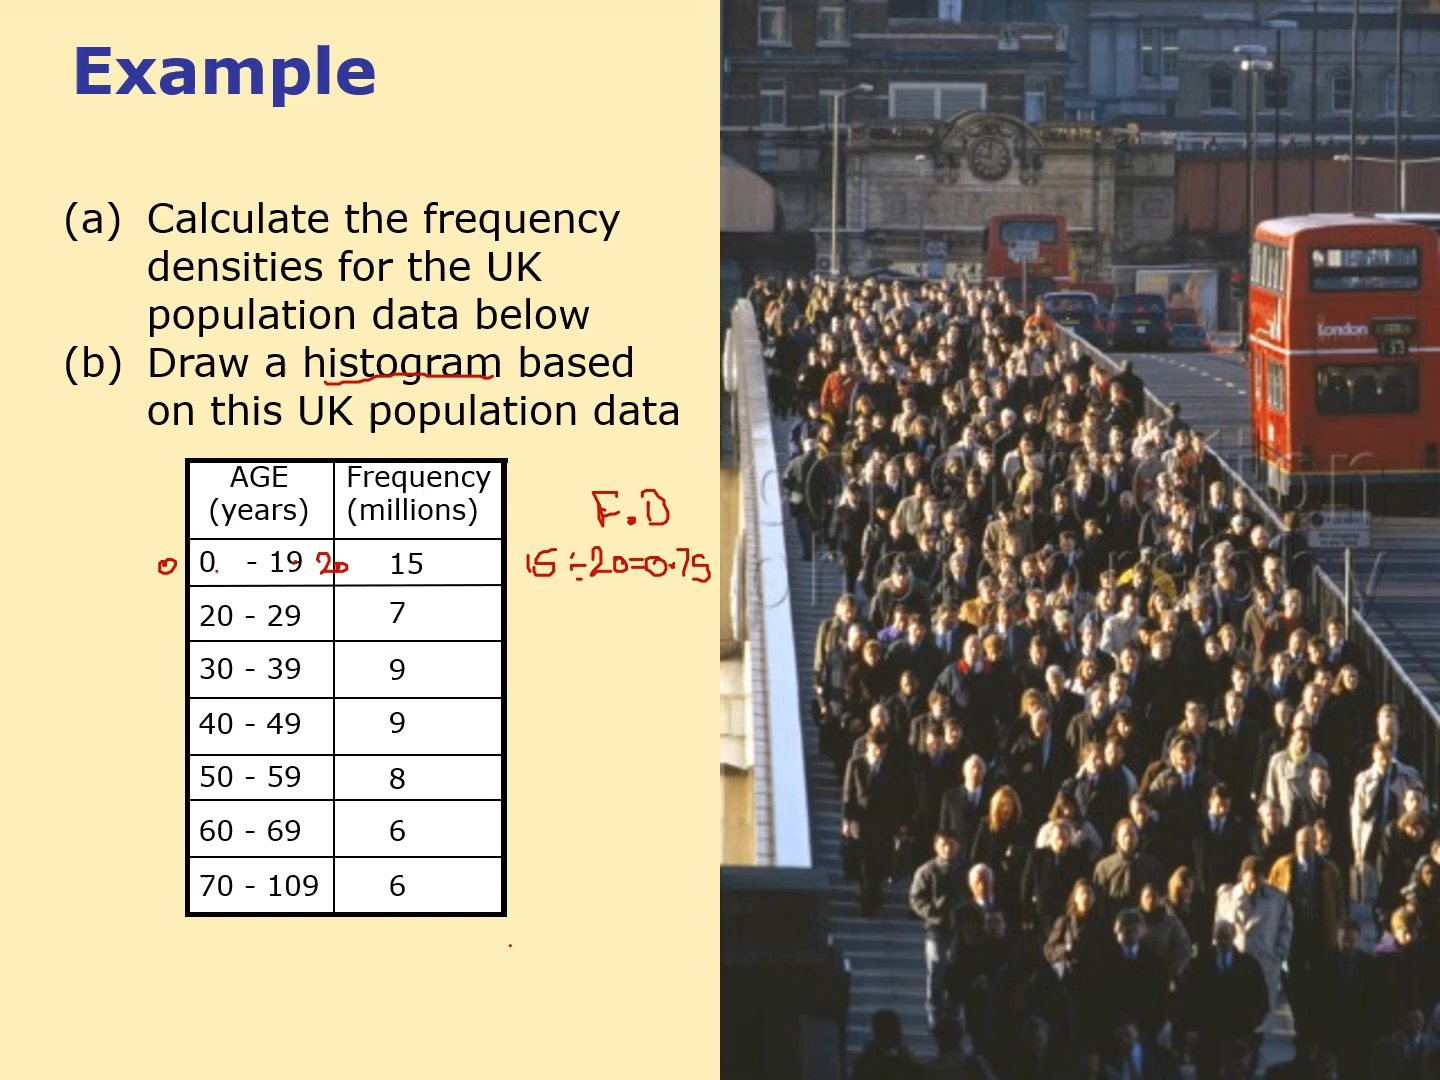 Example
(a) Calculate the frequency
densities for the UK
population data below
(b) Draw a histogram based
on this UK population data
AGE (years) Frequency (millions)
F.D
0 0 - 19 20 15 15 ÷ 20 = 0.75
20 - 29 7
30 - 39 9
40 - 49 9
50 - 59 8
60 - 69 6
70 - 109 6
London